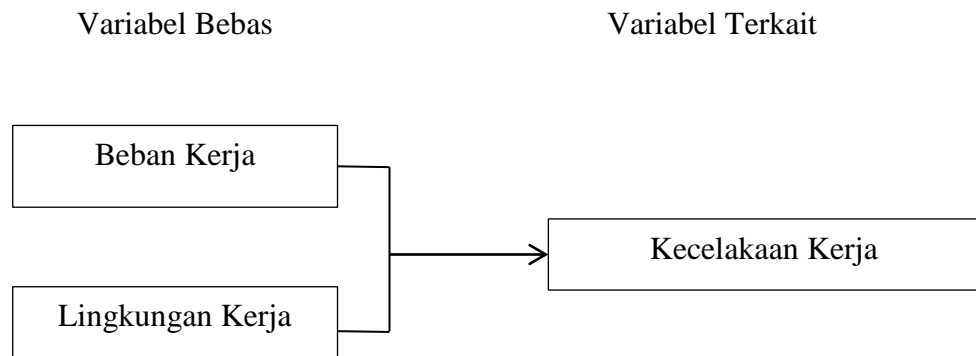 Variabel Bebas
Variabel Terkait
Beban Kerja
Kecelakaan Kerja
Lingkungan Kerja